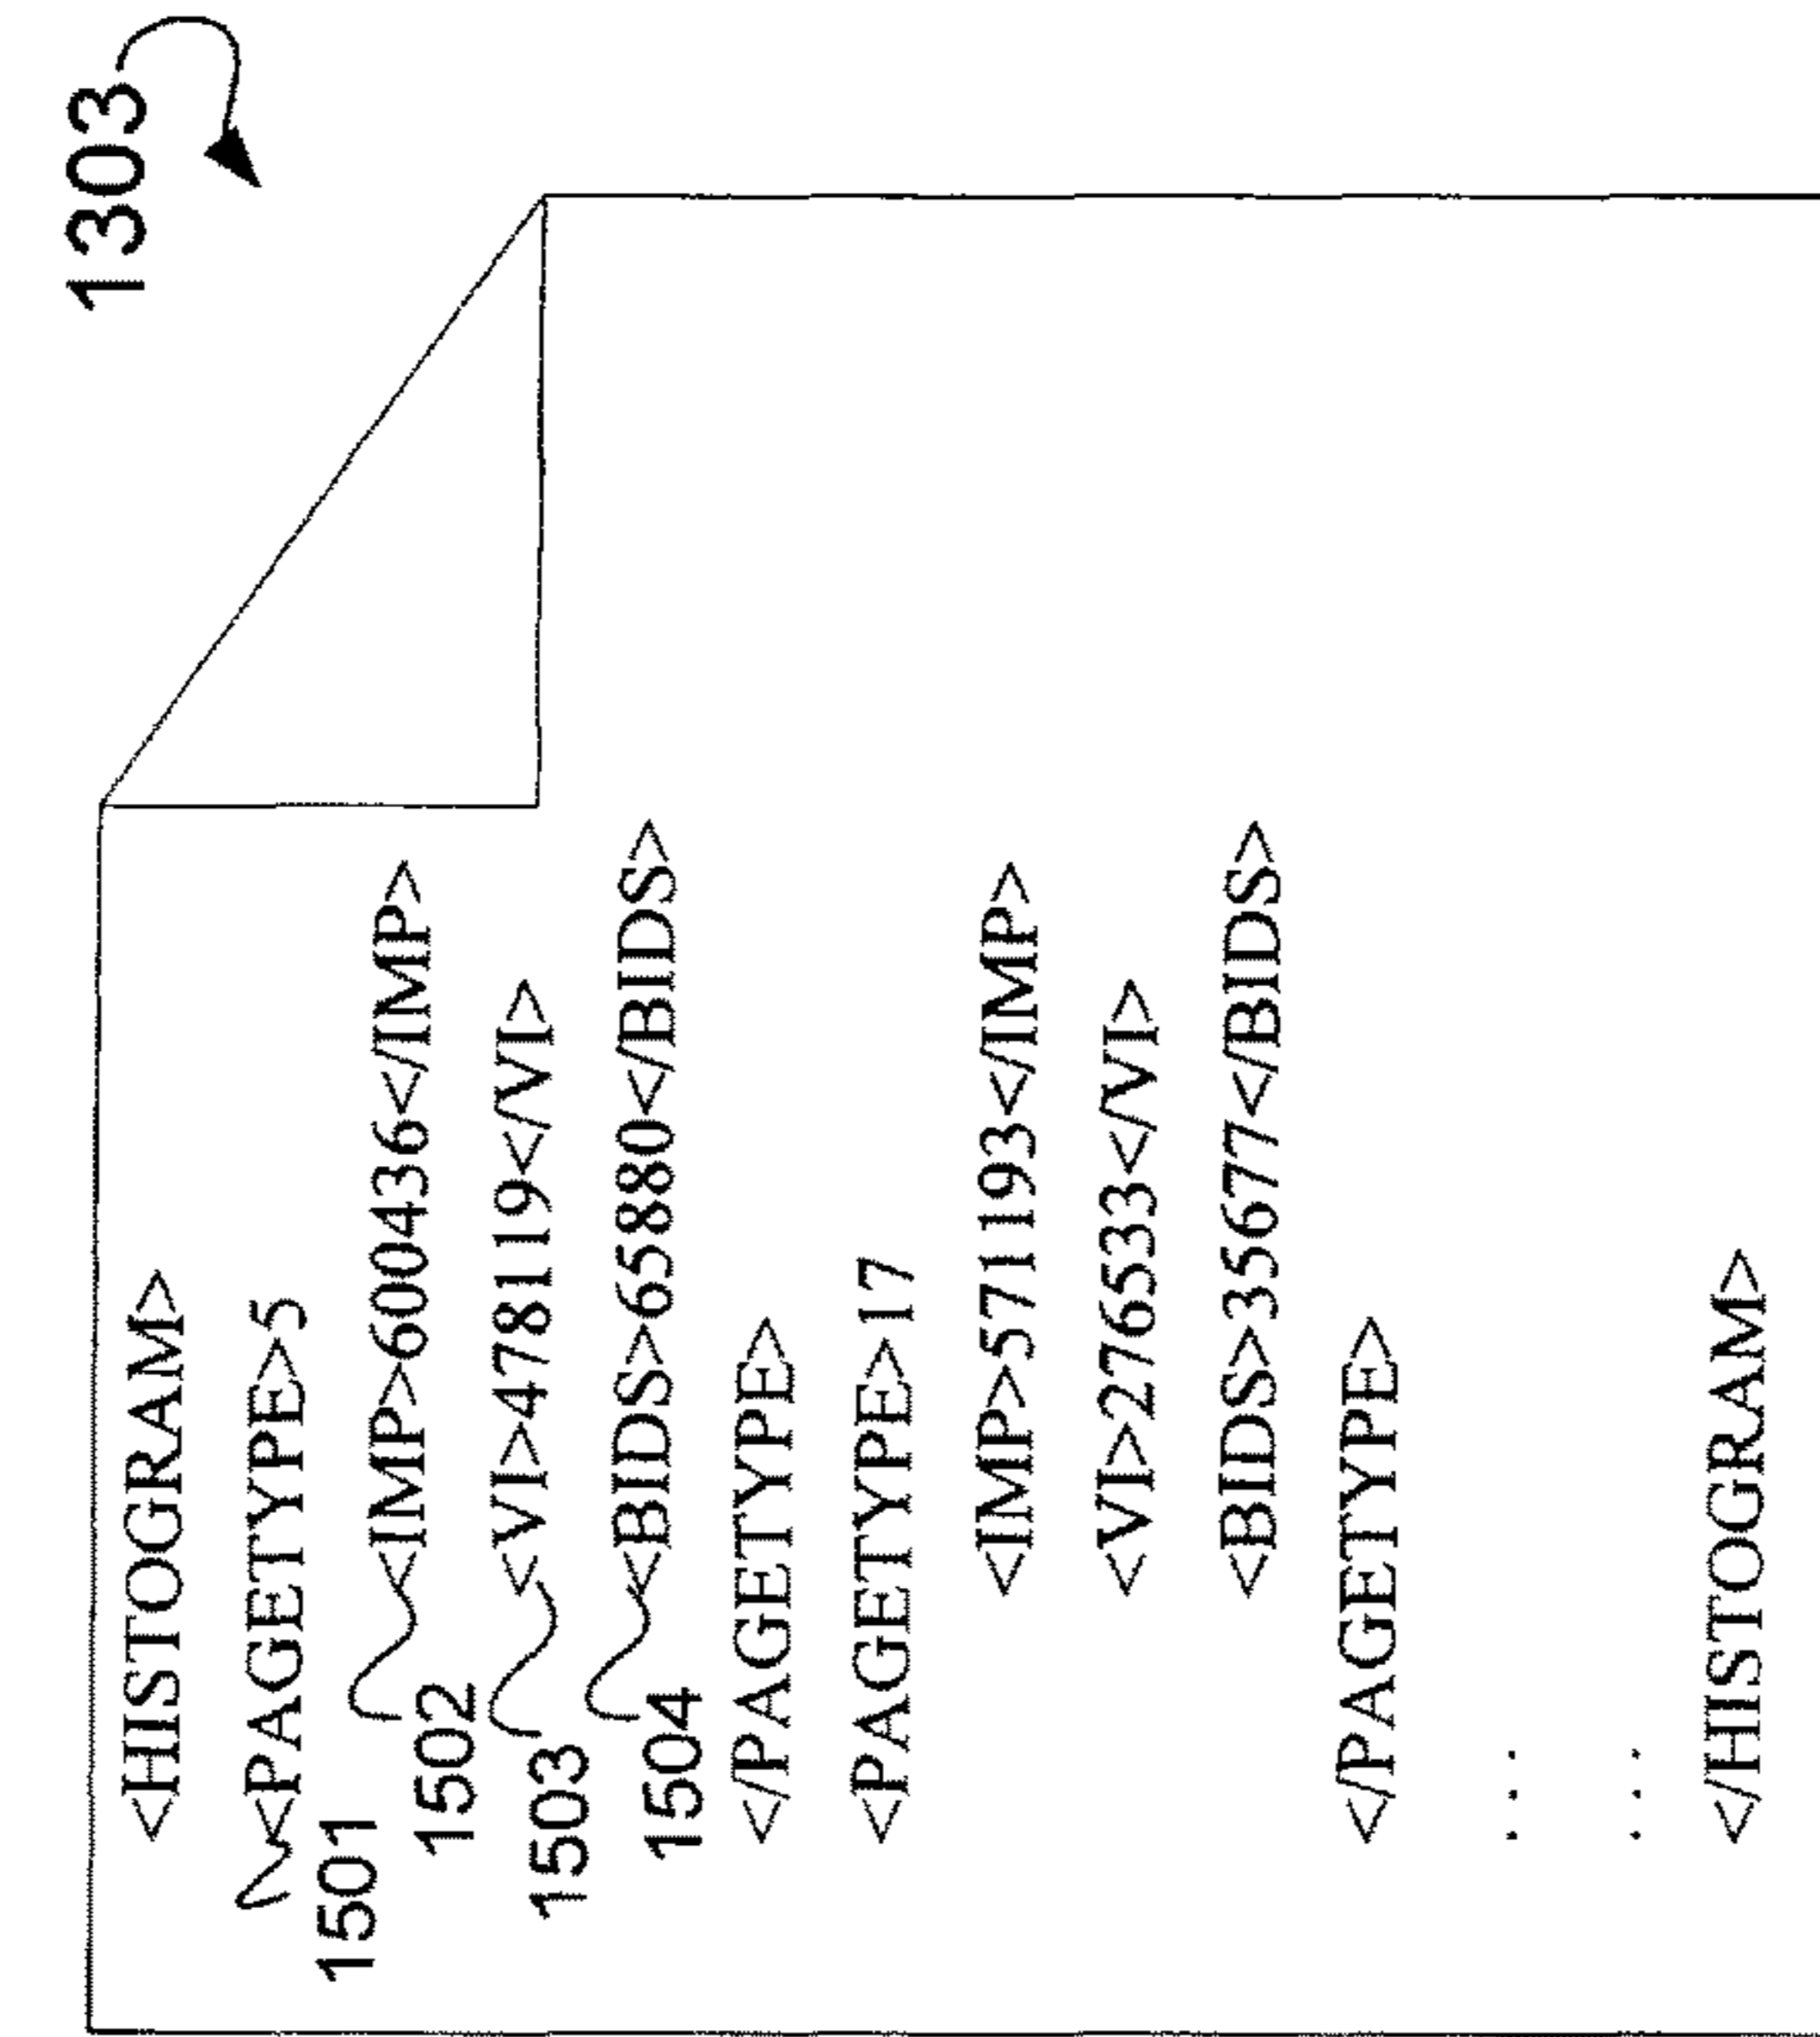 1303
<HISTOGRAM>
<PAGETYPE>5
1501
<IMP>600436</IMP>
1502
<VI>478119</VI>
1503
<BIDS>65880</BIDS>
1504
</PAGETYPE>
<PAGETYPE>17
<IMP>571193</IMP>
<VI>276533</VI>
<BIDS>35677</BIDS>
</PAGETYPE>
. . .
. . .
</HISTOGRAM>